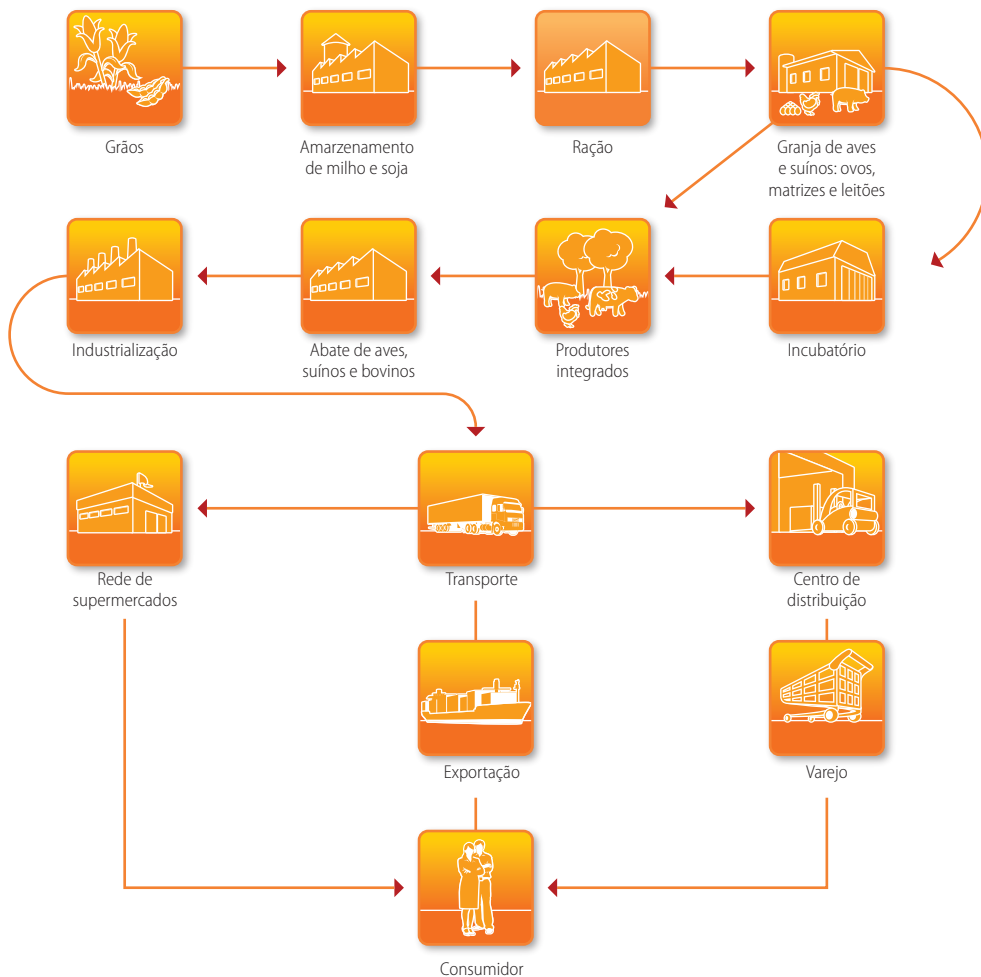 Grãos
Amarzenamento
de milho e soja
Ração
Granja de aves
e suínos: ovos,
matrizes e leitões
Industrialização
Abate de aves,
suínos e bovinos
Produtores
integrados
Incubatório
Rede de
supermercados
Transporte
Centro de
distribuição
Exportação
Varejo
Consumidor